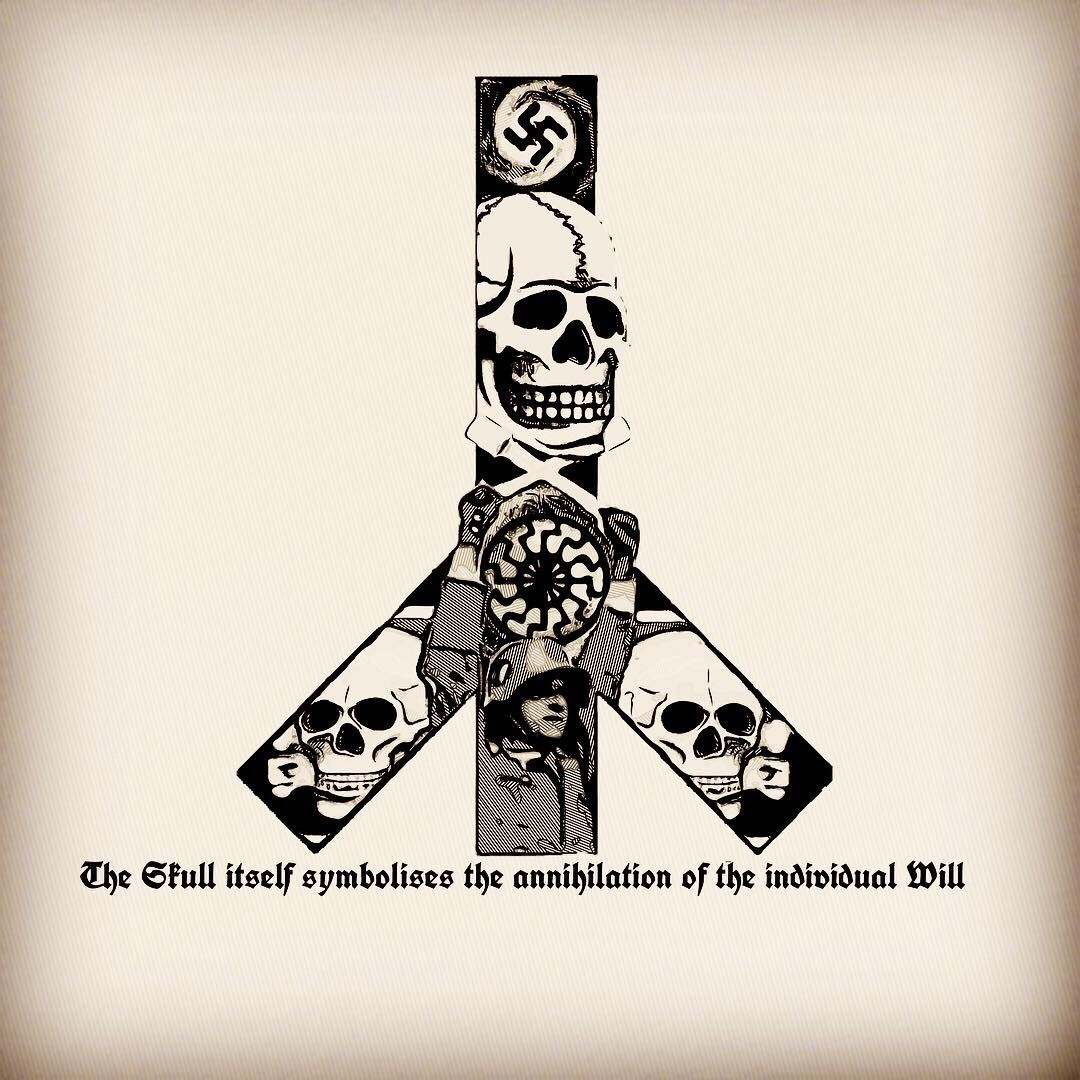 The Skull itself symbolises the annihilation of the individual Will